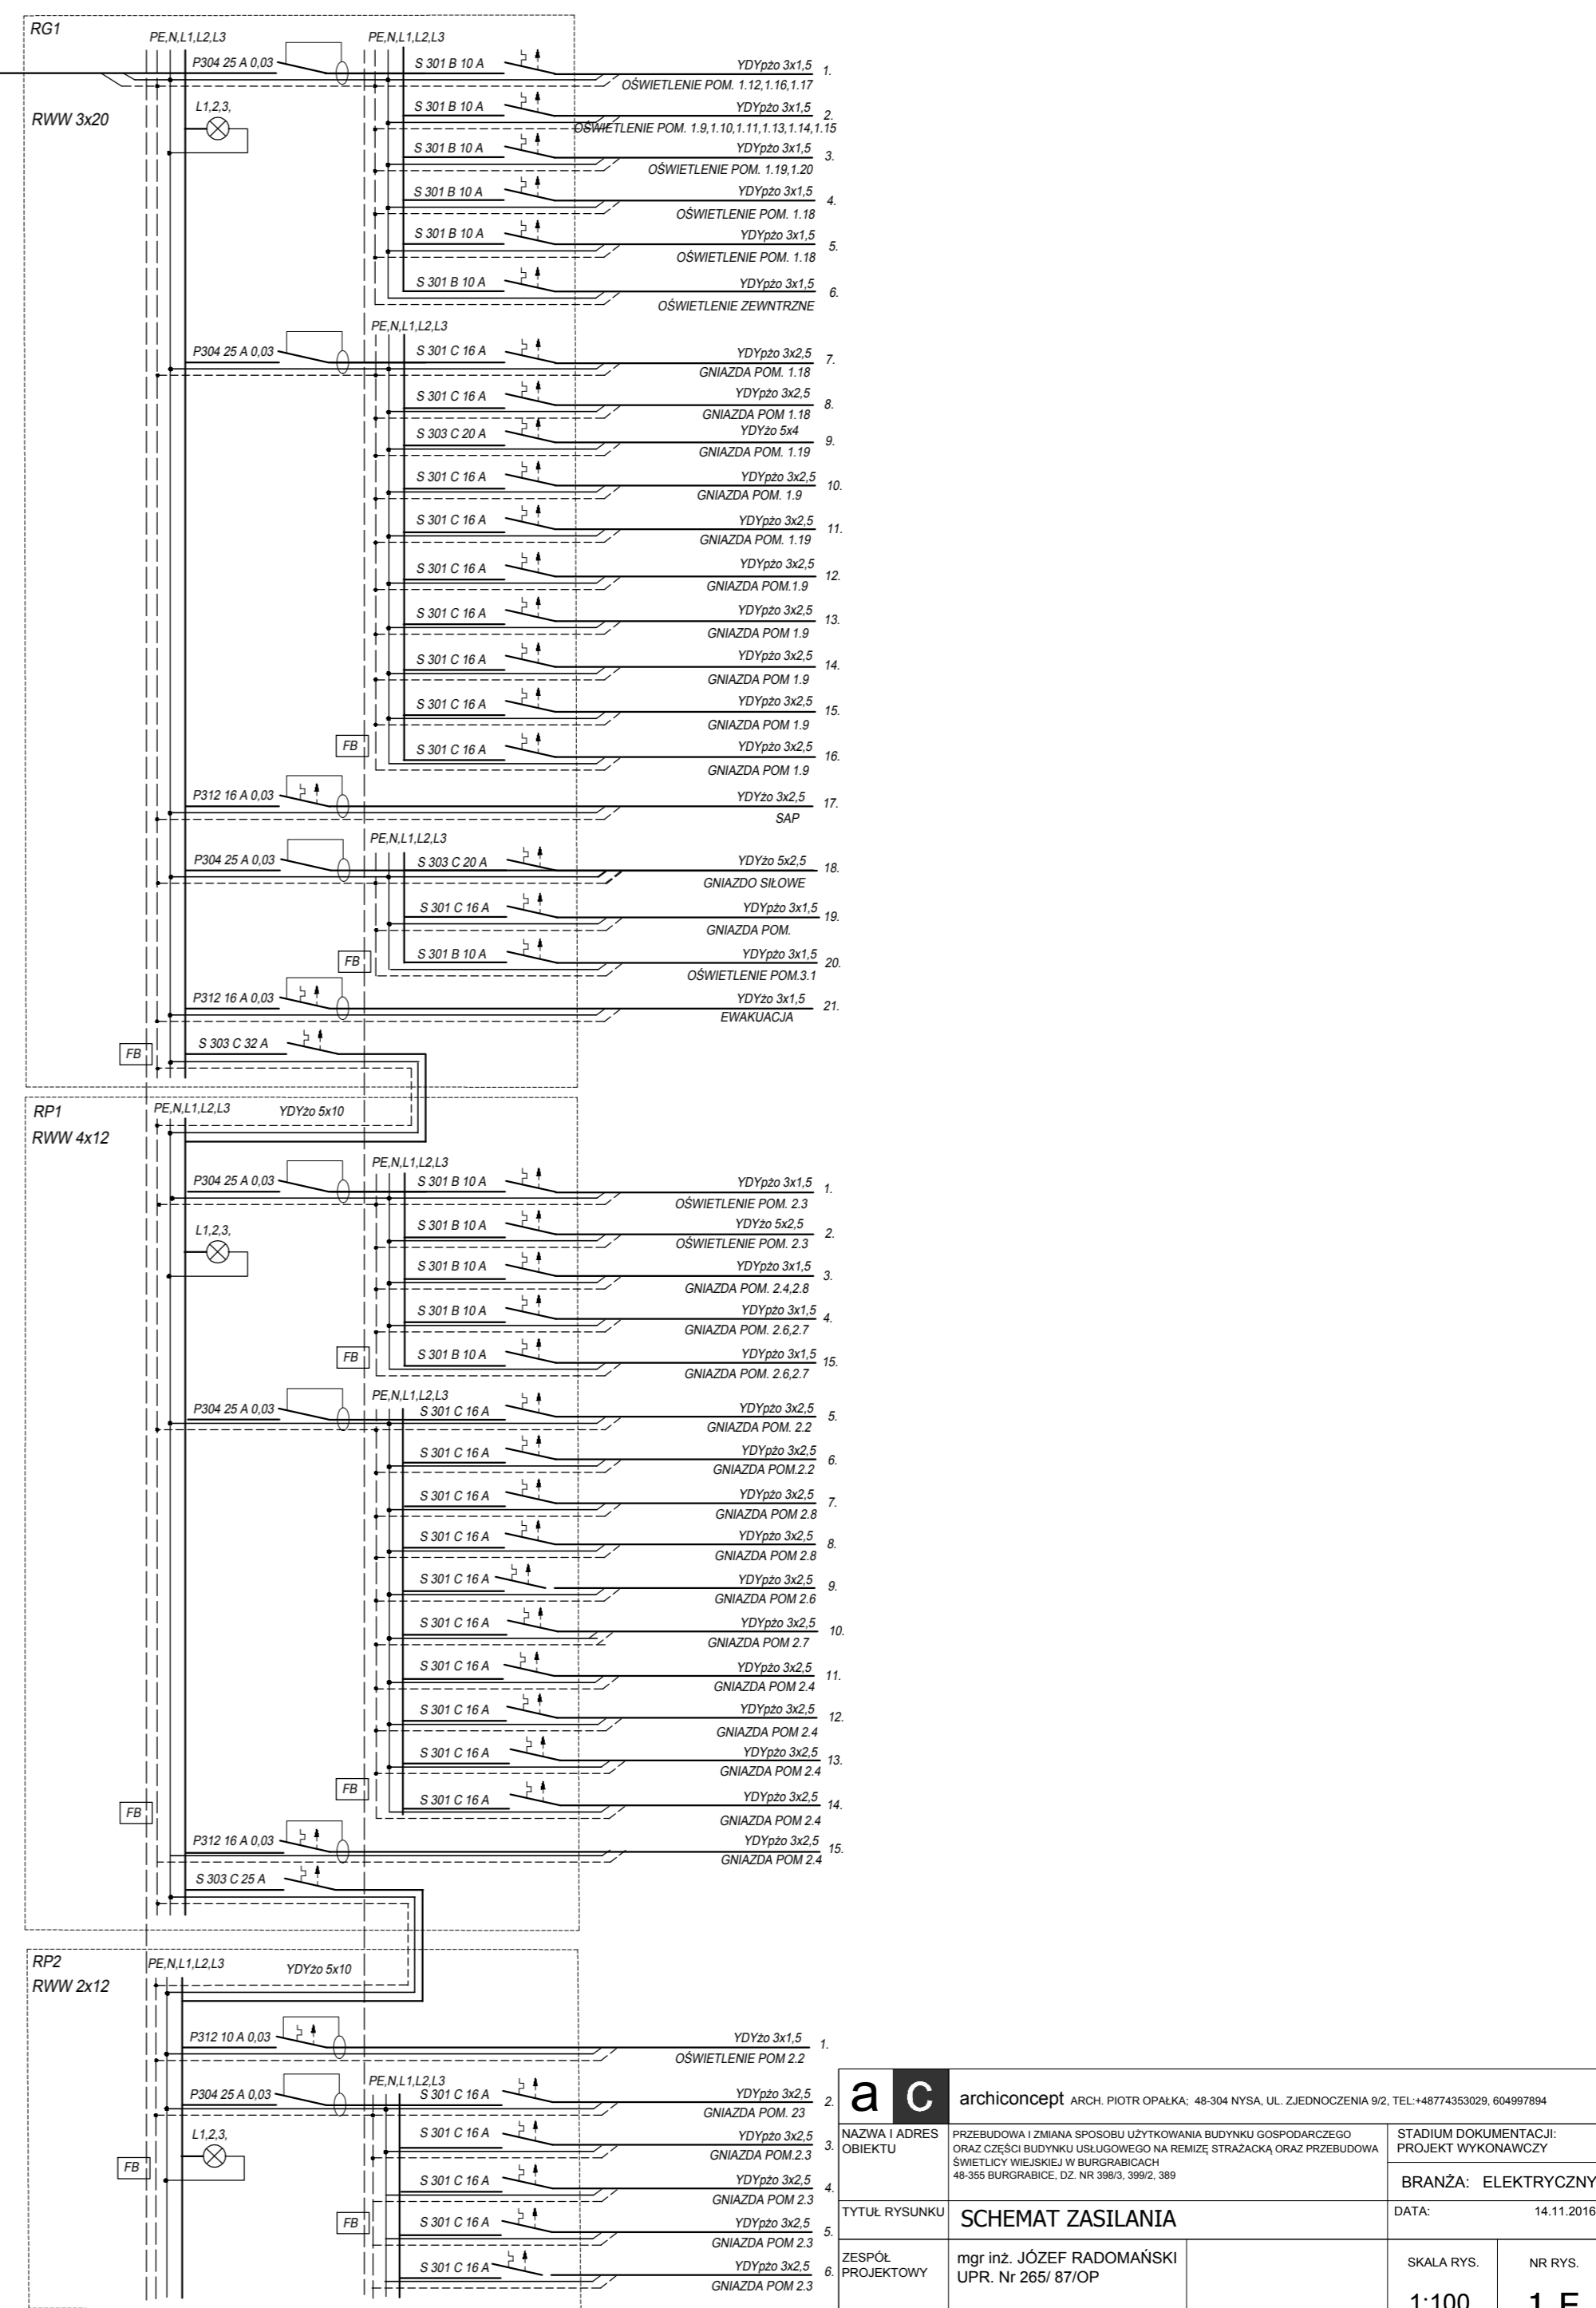 RG1
PE,N,L1,L2,L3
PE,N,L1,L2,L3
P304 25 A 0,03
S 301 B 10 A
YDYpżo 3x1,5
1.
OŚWIETLENIE POM. 1.12,1.16,1.17
RWW 3x20
L1,2,3,
S 301 B 10 A
YDYpżo 3x1,5
2.
OŚWIETLENIE POM. 1.9,1.10,1.11,1.13,1.14,1.15
S 301 B 10 A
YDYpżo 3x1,5
3.
OŚWIETLENIE POM. 1.19,1.20
S 301 B 10 A
YDYpżo 3x1,5
4.
OŚWIETLENIE POM. 1.18
S 301 B 10 A
YDYpżo 3x1,5
5.
OŚWIETLENIE POM. 1.18
S 301 B 10 A
YDYpżo 3x1,5
6.
OŚWIETLENIE ZEWNTRZNE
PE,N,L1,L2,L3
P304 25 A 0,03
S 301 C 16 A
YDYpżo 3x2,5
7.
GNIAZDA POM. 1.18
S 301 C 16 A
YDYpżo 3x2,5
8.
GNIAZDA POM 1.18
S 303 C 20 A
YDYżo 5x4
9.
GNIAZDA POM. 1.19
S 301 C 16 A
YDYpżo 3x2,5
10.
GNIAZDA POM. 1.9
S 301 C 16 A
YDYpżo 3x2,5
11.
GNIAZDA POM. 1.19
S 301 C 16 A
YDYpżo 3x2,5
12.
GNIAZDA POM.1.9
S 301 C 16 A
YDYpżo 3x2,5
13.
GNIAZDA POM 1.9
S 301 C 16 A
YDYpżo 3x2,5
14.
GNIAZDA POM 1.9
S 301 C 16 A
YDYpżo 3x2,5
15.
GNIAZDA POM 1.9
FB
S 301 C 16 A
YDYpżo 3x2,5
16.
GNIAZDA POM 1.9
P312 16 A 0,03
YDYżo 3x2,5
17.
SAP
PE,N,L1,L2,L3
P304 25 A 0,03
S 303 C 20 A
YDYżo 5x2,5
18.
GNIAZDO SIŁOWE
S 301 C 16 A
YDYpżo 3x1,5
19.
GNIAZDA POM.
FB
S 301 B 10 A
YDYpżo 3x1,5
20.
OŚWIETLENIE POM.3.1
P312 16 A 0,03
YDYżo 3x1,5
21.
EWAKUACJA
FB
S 303 C 32 A
RP1
PE,N,L1,L2,L3
YDYżo 5x10
RWW 4x12
PE,N,L1,L2,L3
P304 25 A 0,03
S 301 B 10 A
YDYpżo 3x1,5
1.
OŚWIETLENIE POM. 2.3
L1,2,3,
S 301 B 10 A
YDYżo 5x2,5
2.
OŚWIETLENIE POM. 2.3
S 301 B 10 A
YDYpżo 3x1,5
3.
GNIAZDA POM. 2.4,2.8
S 301 B 10 A
YDYpżo 3x1,5
4.
GNIAZDA POM. 2.6,2.7
FB
S 301 B 10 A
YDYpżo 3x1,5
15.
GNIAZDA POM. 2.6,2.7
PE,N,L1,L2,L3
P304 25 A 0,03
S 301 C 16 A
YDYpżo 3x2,5
5.
GNIAZDA POM. 2.2
S 301 C 16 A
YDYpżo 3x2,5
6.
GNIAZDA POM.2.2
S 301 C 16 A
YDYpżo 3x2,5
7.
GNIAZDA POM 2.8
S 301 C 16 A
YDYpżo 3x2,5
8.
GNIAZDA POM 2.8
S 301 C 16 A
YDYpżo 3x2,5
9.
GNIAZDA POM 2.6
S 301 C 16 A
YDYpżo 3x2,5
10.
GNIAZDA POM 2.7
S 301 C 16 A
YDYpżo 3x2,5
11.
GNIAZDA POM 2.4
S 301 C 16 A
YDYpżo 3x2,5
12.
GNIAZDA POM 2.4
S 301 C 16 A
YDYpżo 3x2,5
13.
GNIAZDA POM 2.4
FB
FB
S 301 C 16 A
YDYpżo 3x2,5
14.
GNIAZDA POM 2.4
P312 16 A 0,03
YDYpżo 3x2,5
15.
GNIAZDA POM 2.4
S 303 C 25 A
RP2
PE,N,L1,L2,L3
YDYżo 5x10
RWW 2x12
P312 10 A 0,03
YDYżo 3x1,5
1.
OŚWIETLENIE POM 2.2
PE,N,L1,L2,L3
P304 25 A 0,03
S 301 C 16 A
YDYpżo 3x2,5
2.
GNIAZDA POM. 23
L1,2,3,
S 301 C 16 A
YDYpżo 3x2,5
3.
GNIAZDA POM.2.3
FB
S 301 C 16 A
YDYpżo 3x2,5
4.
GNIAZDA POM 2.3
FB
S 301 C 16 A
YDYpżo 3x2,5
5.
GNIAZDA POM 2.3
S 301 C 16 A
YDYpżo 3x2,5
6.
GNIAZDA POM 2.3
a c
archiconcept ARCH. PIOTR OPAŁKA; 48-304 NYSA, UL. ZJEDNOCZENIA 9/2, TEL:+48774353029, 604997894
NAZWA I ADRES
OBIEKTU
PRZEBUDOWA I ZMIANA SPOSOBU UŻYTKOWANIA BUDYNKU GOSPODARCZEGO
ORAZ CZĘŚCI BUDYNKU USŁUGOWEGO NA REMIZĘ STRAŻACKĄ ORAZ PRZEBUDOWA
ŚWIETLICY WIEJSKIEJ W BURGRABICACH
48-355 BURGRABICE, DZ. NR 398/3, 399/2, 389
STADIUM DOKUMENTACJI:
PROJEKT WYKONAWCZY
BRANŻA: ELEKTRYCZNY
TYTUŁ RYSUNKU
SCHEMAT ZASILANIA
DATA:
14.11.2016
ZESPÓŁ
PROJEKTOWY
mgr inż. JÓZEF RADOMAŃSKI
UPR. Nr 265/ 87/OP
SKALA RYS.
1:100
NR RYS.
1 E